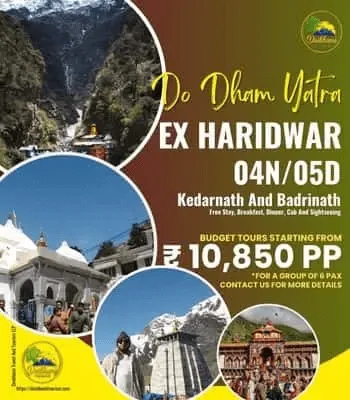 Do Dham Yatra
EX HARIDWAR
04N/05D
Kedarnath And Badrinath
Free Stay, Breakfast, Dinner, Cab And Sightseeing
BUDGET TOURS STARTING FROM
₹ 10,850 PP
*FOR A GROUP OF 6 PAX
CONTACT US FOR MORE DETAILS